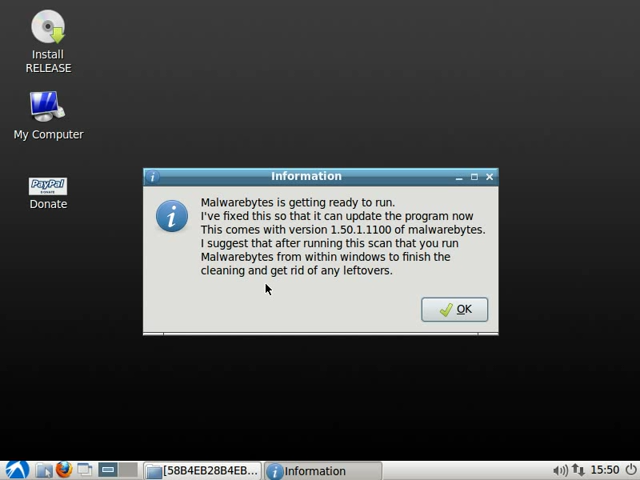 Install
RELEASE
My Computer
PayPal
DONATE
Donate
Information
Malwarebytes is getting ready to run.
I've fixed this so that it can update the program now
This comes with version 1.50.1.1100 of malwarebytes.
I suggest that after running this scan that you run
Malwarebytes from within windows to finish the
cleaning and get rid of any leftovers.
OK
[58B4EB28B4EB...
Information
15:50